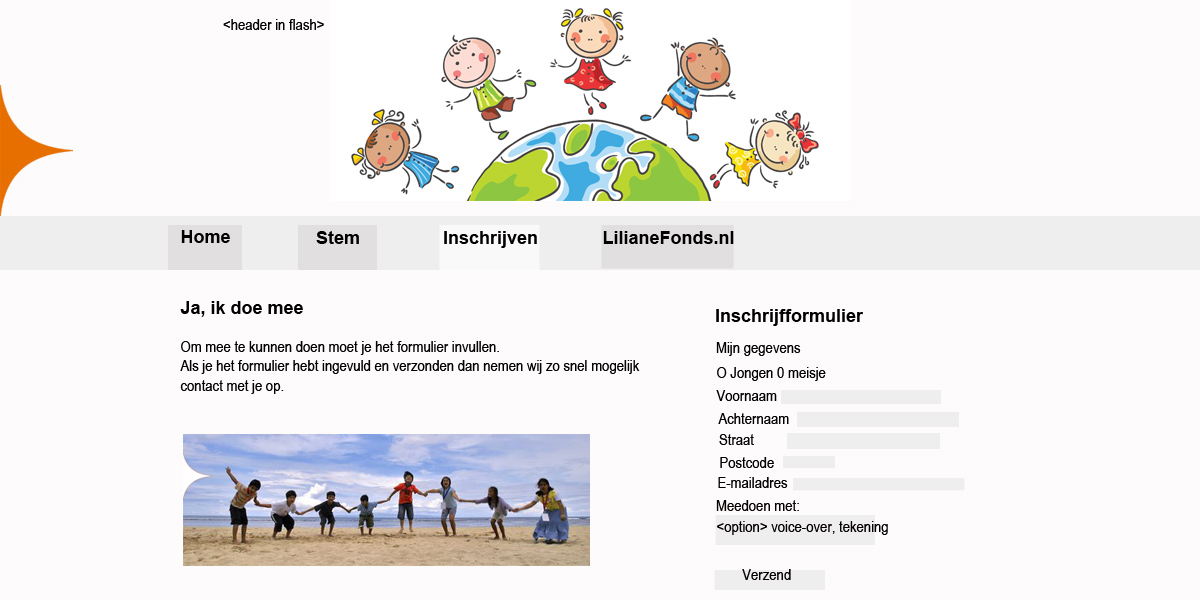 <header in flash>
Home
Stem
Inschrijven
LilianeFonds.nl
Ja, ik doe mee
Om mee te kunnen doen moet je het formulier invullen.
Als je het formulier hebt ingevuld en verzonden dan nemen wij zo snel mogelijk
contact met je op.
Inschrijfformulier
Mijn gegevens
O Jongen 0 meisje
Voornaam
Achternaam
Straat
Postcode
E-mailadres
Meedoen met:
<option> voice-over, tekening
Verzend